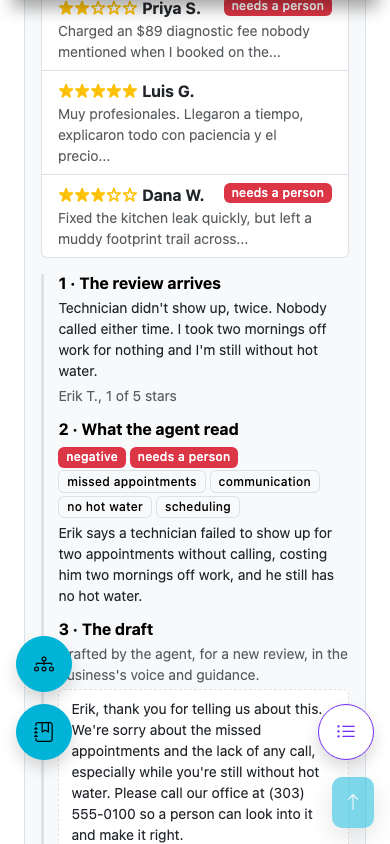 Priya S. needs a person
Charged an $89 diagnostic fee nobody
mentioned when I booked on the...
Luis G.
Muy profesionales. Llegaron a tiempo,
explicaron todo con paciencia y el
precio...
Dana W. needs a person
Fixed the kitchen leak quickly, but left a
muddy footprint trail across...
1 · The review arrives
Technician didn't show up, twice. Nobody
called either time. I took two mornings off
work for nothing and I'm still without hot
water.
Erik T., 1 of 5 stars
2 · What the agent read
negative needs a person
missed appointments communication
no hot water scheduling
Erik says a technician failed to show up for
two appointments without calling, costing
him two mornings off work, and he still has
no hot water.
3 · The draft
rafted by the agent, for a new review, in the
usiness's voice and guidance.
Erik, thank you for telling us about this.
We're sorry about the missed
appointments and the lack of any call,
especially while you're still without hot
water. Please call our office at (303)
555-0100 so a person can look into it
and make it right.